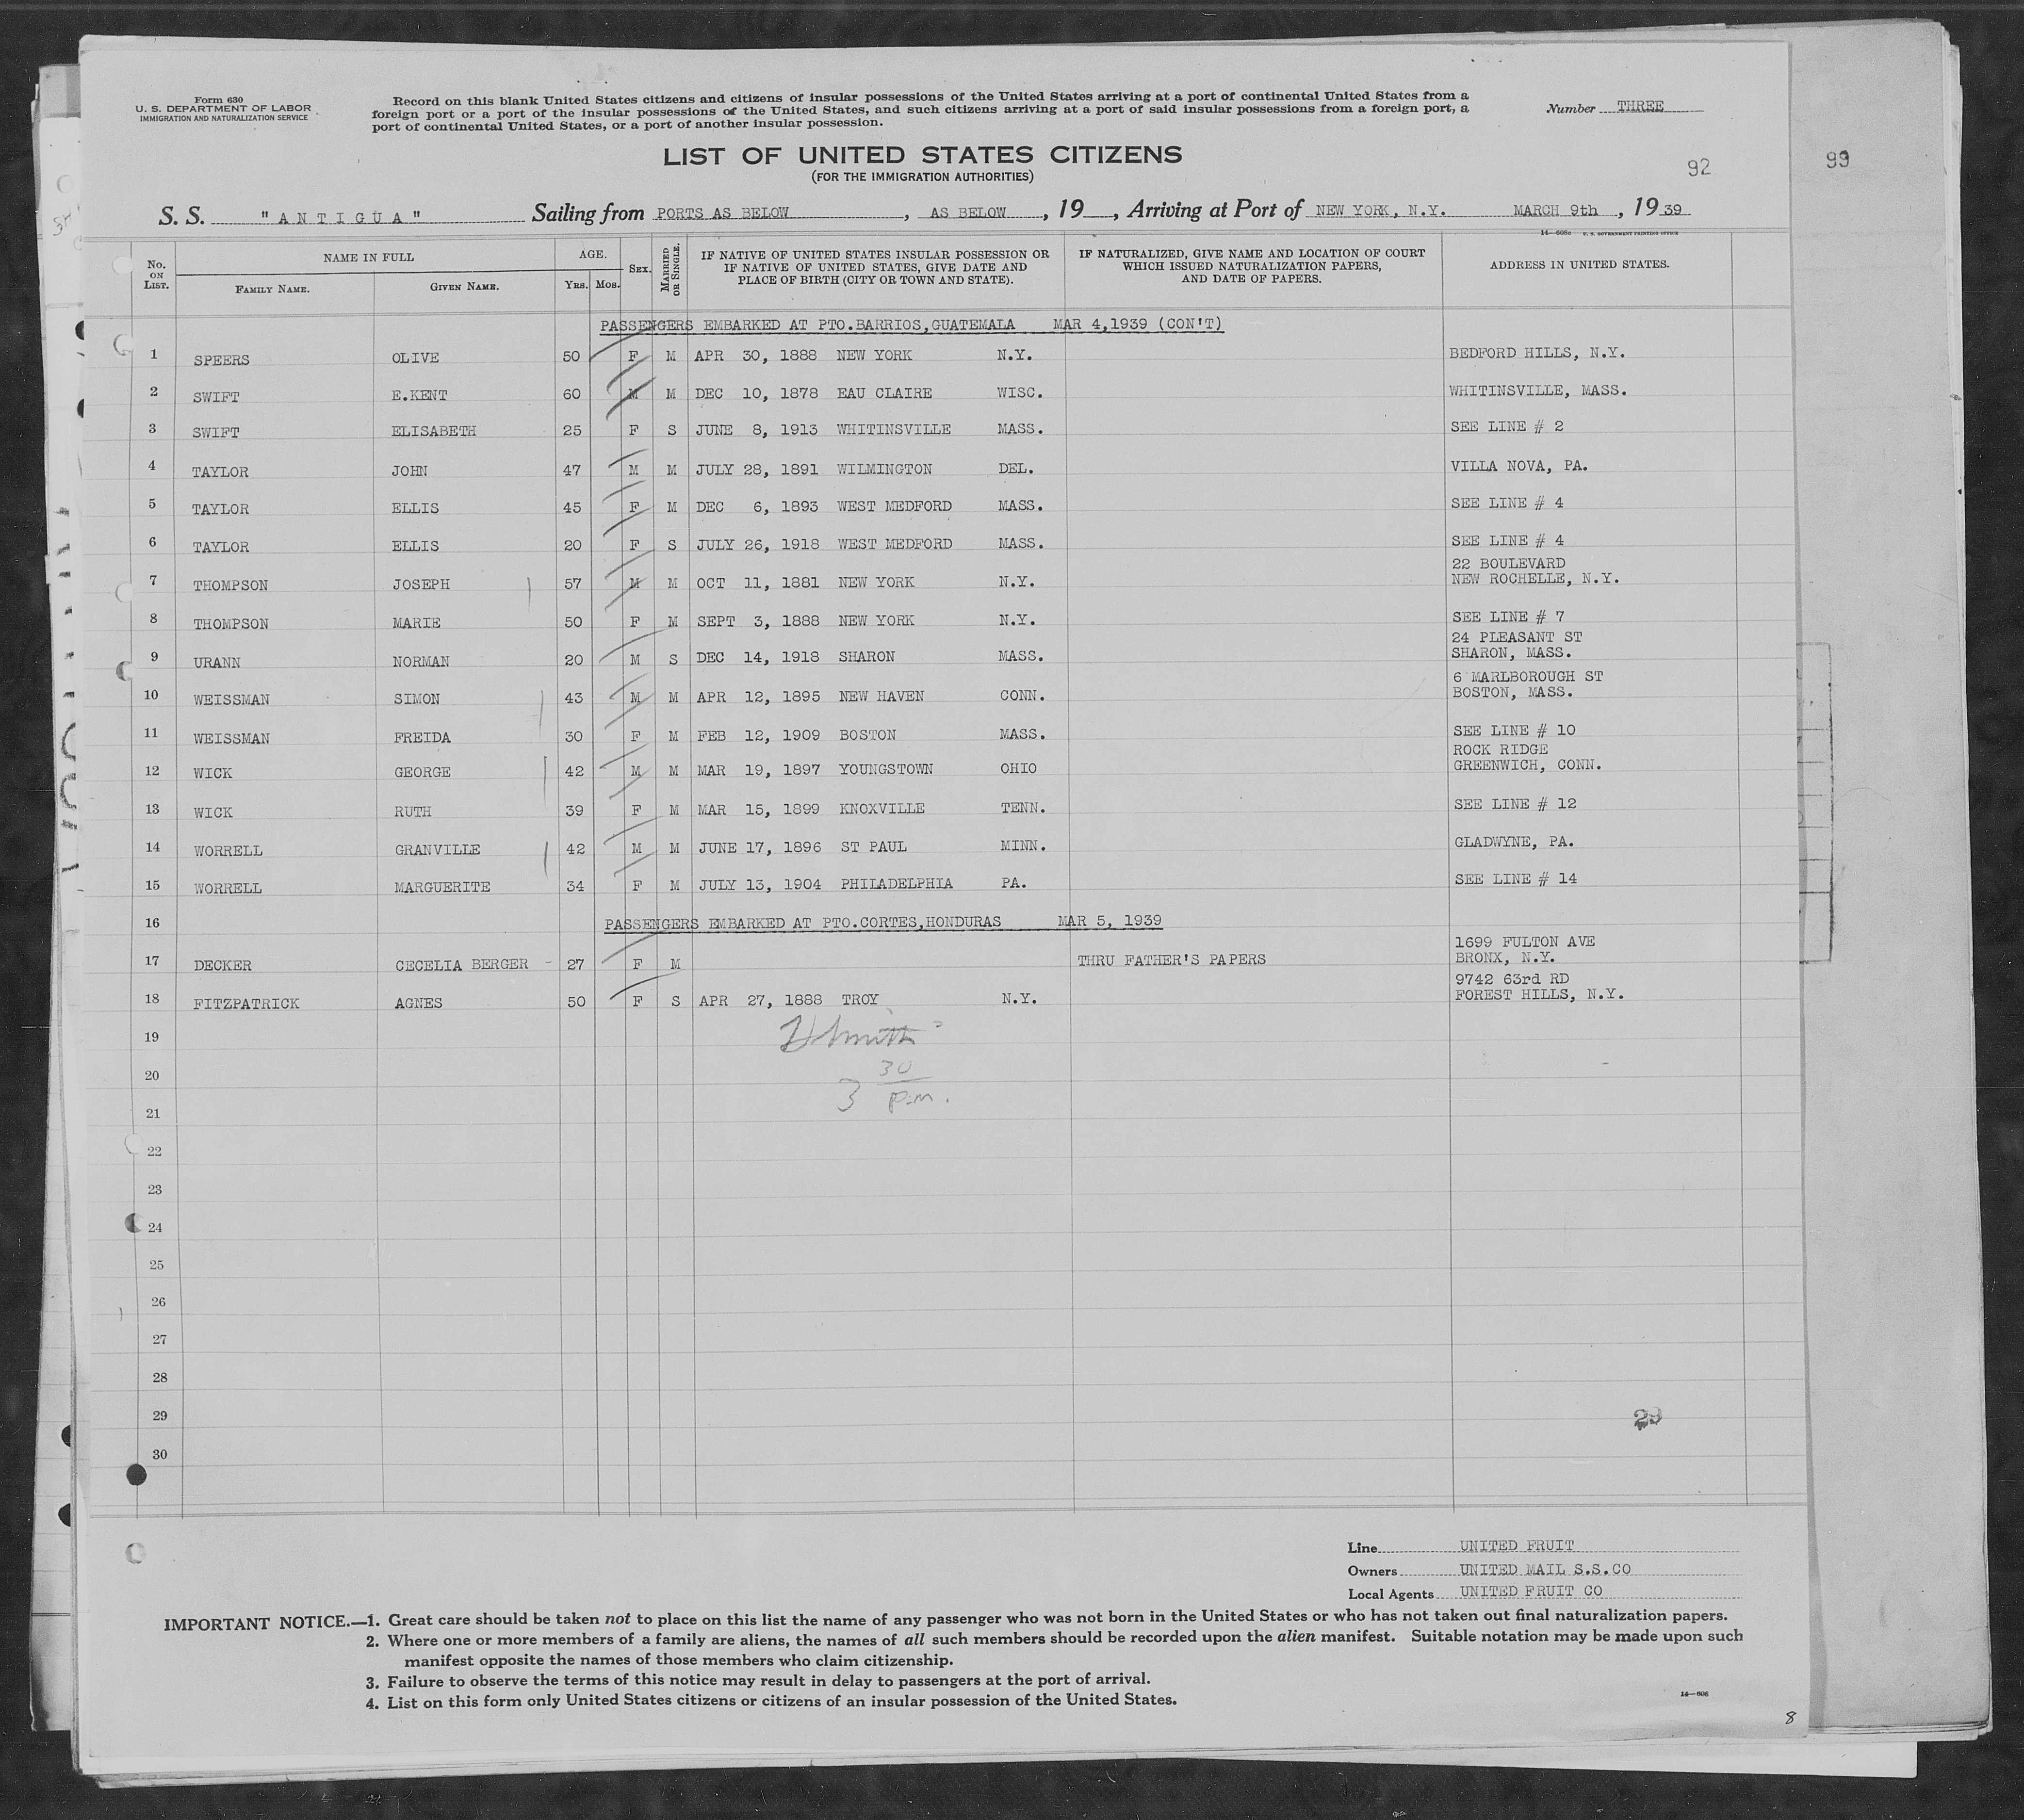 Form 630
U. S. DEPARTMENT OF LABOR
IMMIGRATION AND NATURALIZATION SERVICE
Record on this blank United States citizens and citizens of insular possessions of the United States arriving at a port of continental United States from a
foreign port or a port of the insular possessions of the United States, and such citizens arriving at a port of said insular possessions from a foreign port, a
port of continental United States, or a port of another insular possession.
Number THREE
LIST OF UNITED STATES CITIZENS
(FOR THE IMMIGRATION AUTHORITIES)
92
99
S. S. "ANTIGUA" Sailing from PORTS AS BELOW, AS BELOW, 19 , Arriving at Port of NEW YORK, N.Y. MARCH 9th, 1939
No. ON LIST. NAME IN FULL FAMILY NAME. GIVEN NAME. AGE. YRS. MOS. SEX. MARRIED OR SINGLE. IF NATIVE OF UNITED STATES INSULAR POSSESSION OR IF NATIVE OF UNITED STATES, GIVE DATE AND PLACE OF BIRTH (CITY OR TOWN AND STATE). IF NATURALIZED, GIVE NAME AND LOCATION OF COURT WHICH ISSUED NATURALIZATION PAPERS, AND DATE OF PAPERS. ADDRESS IN UNITED STATES.
PASSENGERS EMBARKED AT PTO.BARRIOS,GUATEMALA MAR 4,1939 (CON'T)
1 SPEERS OLIVE 50 F M APR 30, 1888 NEW YORK N.Y. BEDFORD HILLS, N.Y.
2 SWIFT E.KENT 60 M M DEC 10, 1878 EAU CLAIRE WISC. WHITINSVILLE, MASS.
3 SWIFT ELISABETH 25 F S JUNE 8, 1913 WHITINSVILLE MASS. SEE LINE # 2
4 TAYLOR JOHN 47 M M JULY 28, 1891 WILMINGTON DEL. VILLA NOVA, PA.
5 TAYLOR ELLIS 45 F M DEC 6, 1893 WEST MEDFORD MASS. SEE LINE # 4
6 TAYLOR ELLIS 20 F S JULY 26, 1918 WEST MEDFORD MASS. SEE LINE # 4
22 BOULEVARD
7 THOMPSON JOSEPH 57 M M OCT 11, 1881 NEW YORK N.Y. NEW ROCHELLE, N.Y.
8 THOMPSON MARIE 50 F M SEPT 3, 1888 NEW YORK N.Y. SEE LINE # 7
24 PLEASANT ST
9 URANN NORMAN 20 M S DEC 14, 1918 SHARON MASS. SHARON, MASS.
6 MARLBOROUGH ST
10 WEISSMAN SIMON 43 M M APR 12, 1895 NEW HAVEN CONN. BOSTON, MASS.
11 WEISSMAN FREIDA 30 F M FEB 12, 1909 BOSTON MASS. SEE LINE # 10
ROCK RIDGE
12 WICK GEORGE 42 M M MAR 19, 1897 YOUNGSTOWN OHIO GREENWICH, CONN.
13 WICK RUTH 39 F M MAR 15, 1899 KNOXVILLE TENN. SEE LINE # 12
14 WORRELL GRANVILLE 42 M M JUNE 17, 1896 ST PAUL MINN. GLADWYNE, PA.
15 WORRELL MARGUERITE 34 F M JULY 13, 1904 PHILADELPHIA PA. SEE LINE # 14
16 PASSENGERS EMBARKED AT PTO.CORTES,HONDURAS MAR 5, 1939
1699 FULTON AVE
17 DECKER CECELIA BERGER - 27 F M THRU FATHER'S PAPERS BRONX, N.Y.
9742 63rd RD
18 FITZPATRICK AGNES 50 F S APR 27, 1888 TROY N.Y. FOREST HILLS, N.Y.
19
20 30
21 3 p.m.
22
23
24
25
26
27
28
29
30
Line UNITED FRUIT
Owners UNITED MAIL S.S.CO
Local Agents UNITED FRUIT CO
IMPORTANT NOTICE.—1. Great care should be taken not to place on this list the name of any passenger who was not born in the United States or who has not taken out final naturalization papers.
2. Where one or more members of a family are aliens, the names of all such members should be recorded upon the alien manifest. Suitable notation may be made upon such
manifest opposite the names of those members who claim citizenship.
3. Failure to observe the terms of this notice may result in delay to passengers at the port of arrival.
4. List on this form only United States citizens or citizens of an insular possession of the United States.
14—606
8